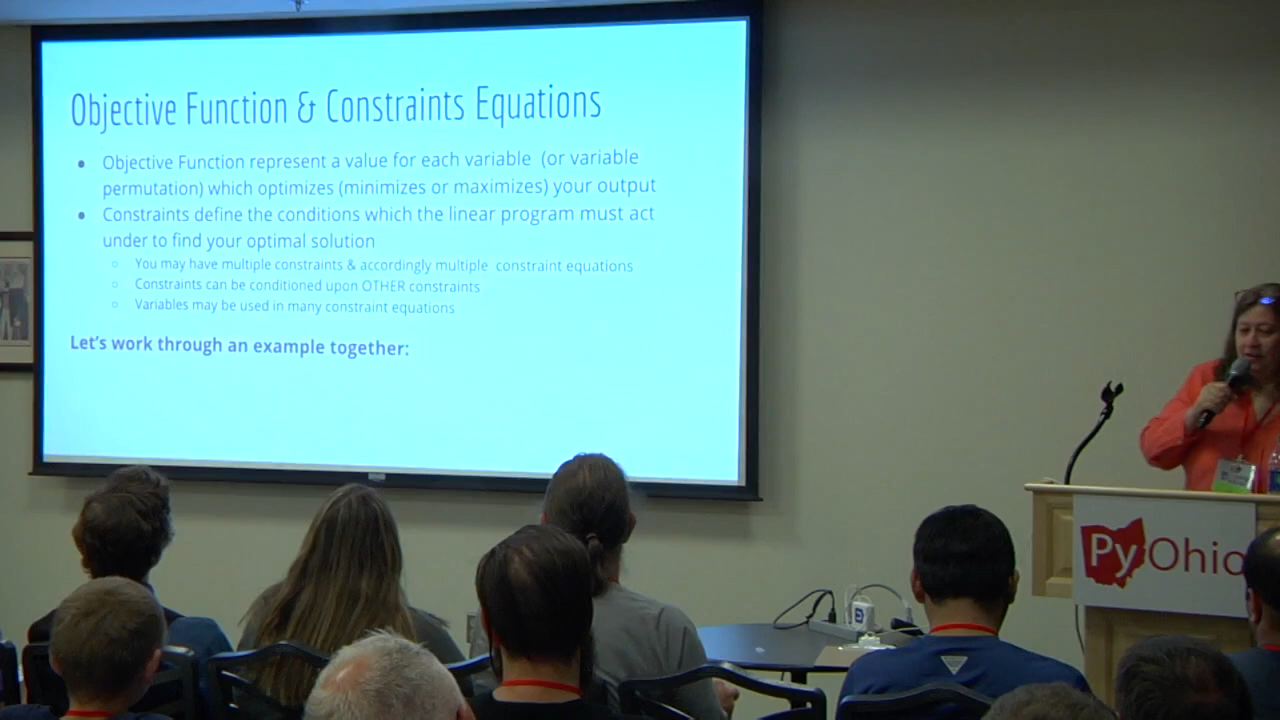 Objective Function & Constraints Equations
● Objective Function represent a value for each variable (or variable
permutation) which optimizes (minimizes or maximizes) your output
● Constraints define the conditions which the linear program must act
under to find your optimal solution
○ You may have multiple constraints & accordingly multiple constraint equations
○ Constraints can be conditioned upon OTHER constraints
○ Variables may be used in many constraint equations
Let's work through an example together:
PyOhio